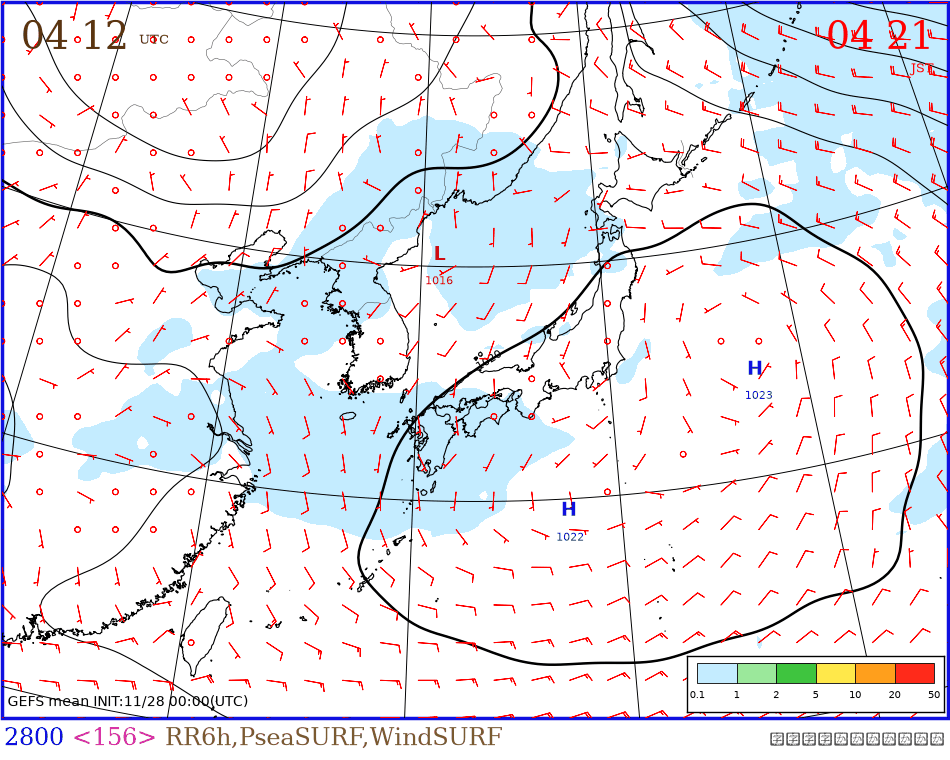 04 12 UTC
04 21
JST
L
1016
H
1023
H
1022
GEFS mean INIT:11/28 00:00(UTC)
0.1 1 2 5 10 20 50
2800 <156> RR6h,PseaSURF,WindSURF